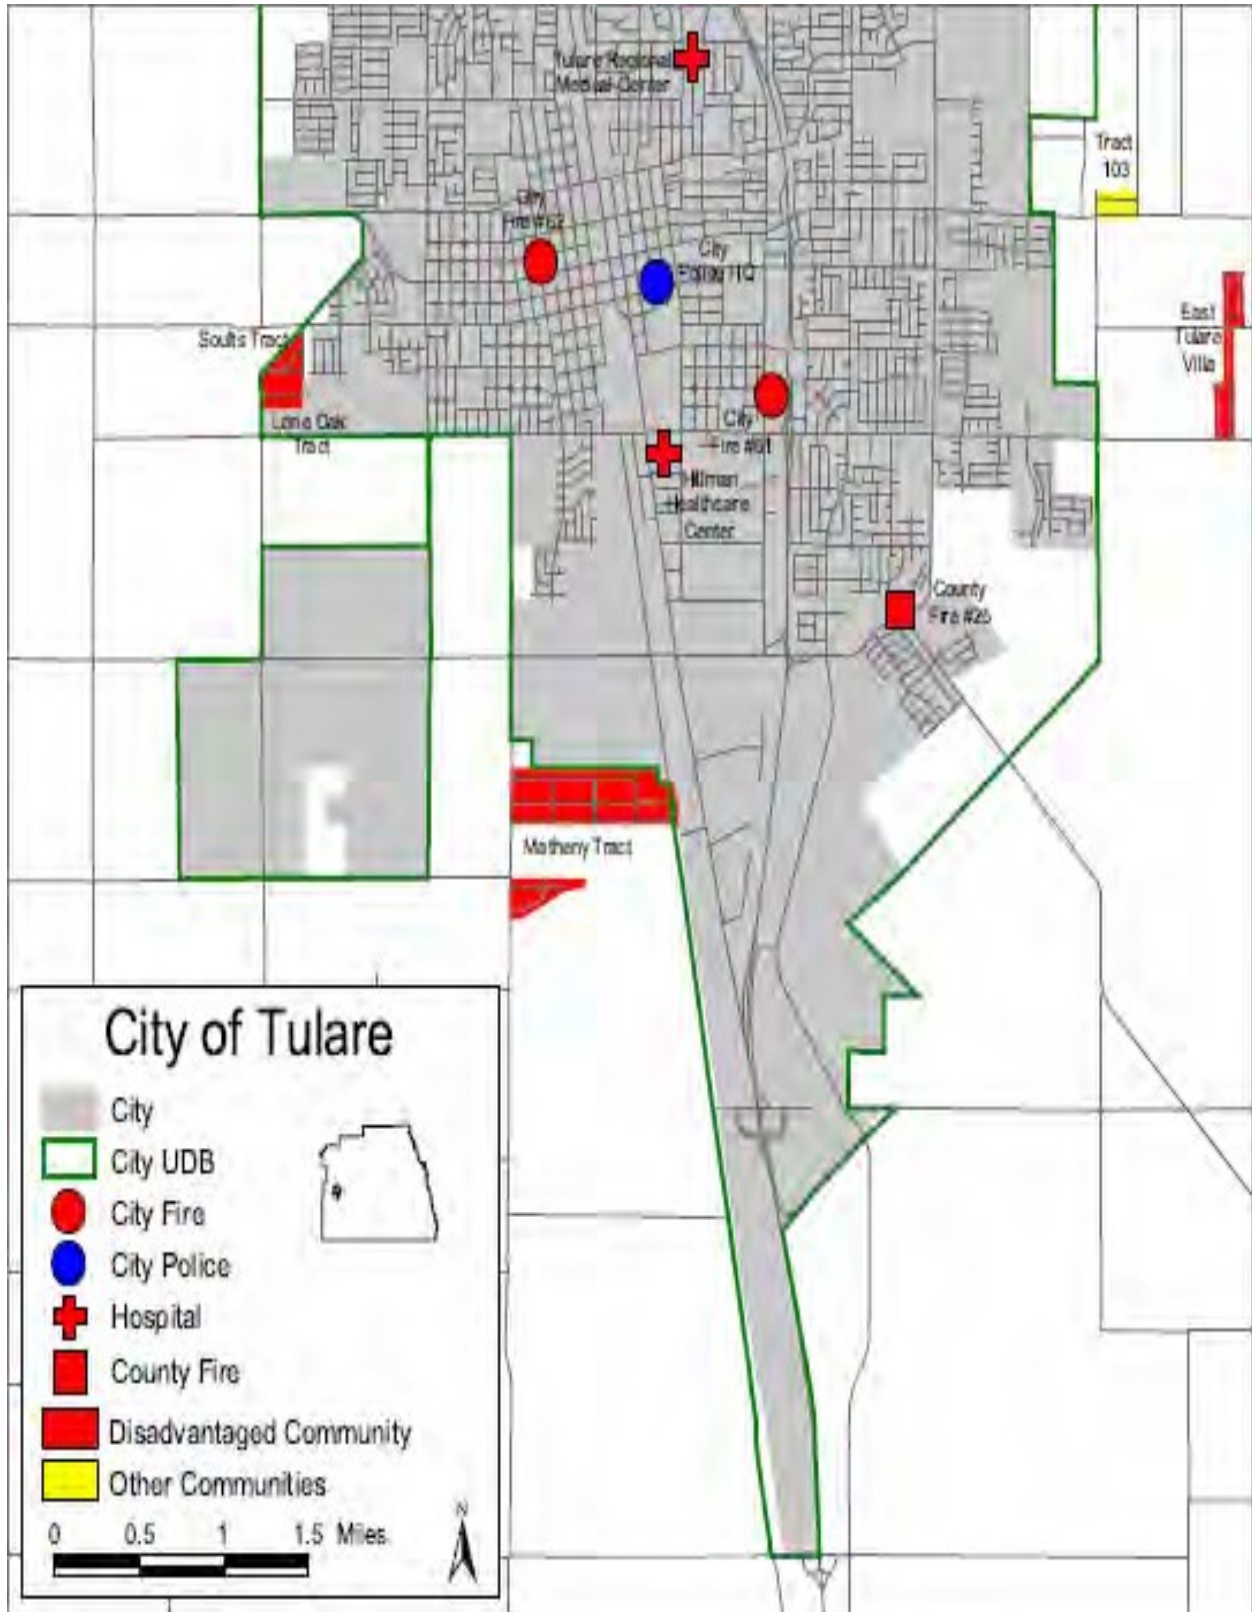 Tulare Regional
Medical Center
Tract
103
City
Fire #62
City
Police HQ
East
Tulare
Villa
Soults Tract
Lone Oak
Tract
City
Fire #61
Hillman
Healthcare
Center
County
Fire #25
Matheny Tract
City of Tulare
City
City UDB
City Fire
City Police
Hospital
County Fire
Disadvantaged Community
Other Communities
N
0 0.5 1 1.5 Miles